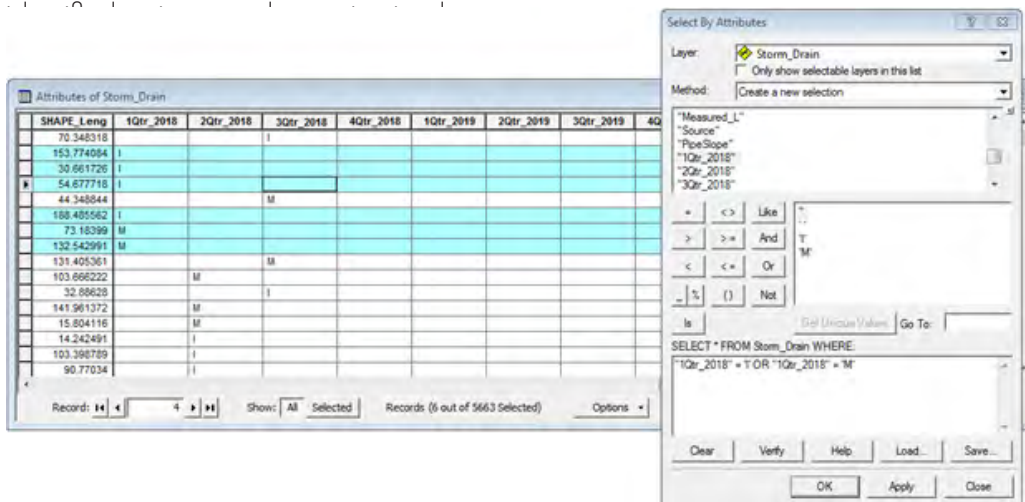 Select By Attributes
Layer: Storm_Drain
Only show selectable layers in this list
Method: Create a new selection
"Measured_L"
"Source"
"PipeSlope"
"1Qtr_2018"
"2Qtr_2018"
"3Qtr_2018"
= <> Like
> >= And
< <= Or
_ % () Not
Is
''
' '
'I'
'M'
Get Unique Values Go To:
SELECT * FROM Storm_Drain WHERE:
"1Qtr_2018" = 'I' OR "1Qtr_2018" = 'M'
Clear Verify Help Load... Save...
OK Apply Close
Attributes of Storm_Drain
SHAPE_Leng 1Qtr_2018 2Qtr_2018 3Qtr_2018 4Qtr_2018 1Qtr_2019 2Qtr_2019 3Qtr_2019 4Q
70.348318 I
153.774084 I
30.661726 I
54.677718 I
44.348844 M
188.485562 I
73.18399 M
132.542991 M
131.405361 M
103.666222 M
32.88628 I
141.961372 M
15.804116 M
14.242491 I
103.398789 I
90.77034 I
Record: 4 Show: All Selected Records (6 out of 5663 Selected) Options